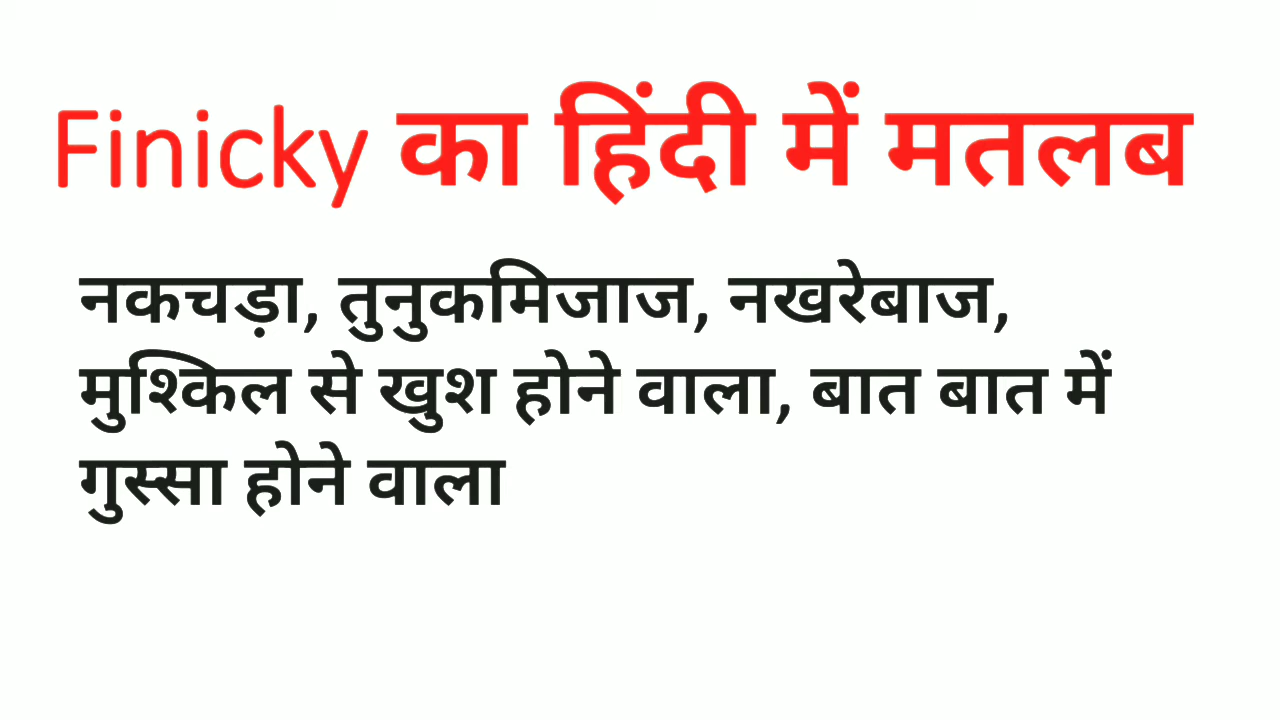 Finicky का हिंदी में मतलब
नकचड़ा, तुनुकमिजाज, नखरेबाज,
मुश्किल से खुश होने वाला, बात बात में
गुस्सा होने वाला